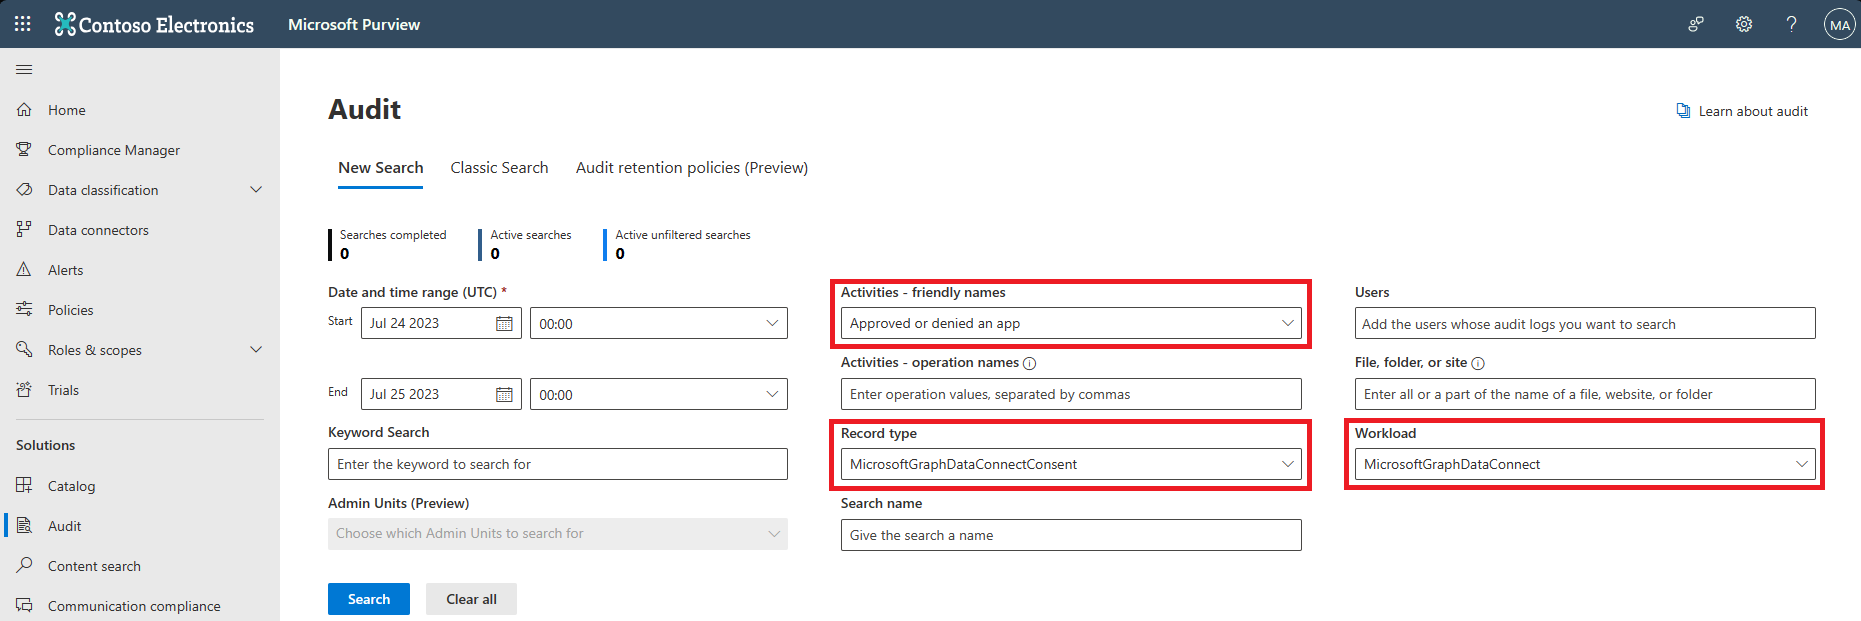 Contoso Electronics
Microsoft Purview
?
MA
Home
Compliance Manager
Data classification
Data connectors
Alerts
Policies
Roles & scopes
Trials
Solutions
Catalog
Audit
Content search
Communication compliance
Audit
Learn about audit
New Search
Classic Search
Audit retention policies (Preview)
Searches completed
0
Active searches
0
Active unfiltered searches
0
Date and time range (UTC) *
Start
Jul 24 2023
00:00
End
Jul 25 2023
00:00
Keyword Search
Enter the keyword to search for
Admin Units (Preview)
Choose which Admin Units to search for
Activities - friendly names
Approved or denied an app
Activities - operation names
Enter operation values, separated by commas
Record type
MicrosoftGraphDataConnectConsent
Search name
Give the search a name
Users
Add the users whose audit logs you want to search
File, folder, or site
Enter all or a part of the name of a file, website, or folder
Workload
MicrosoftGraphDataConnect
Search
Clear all